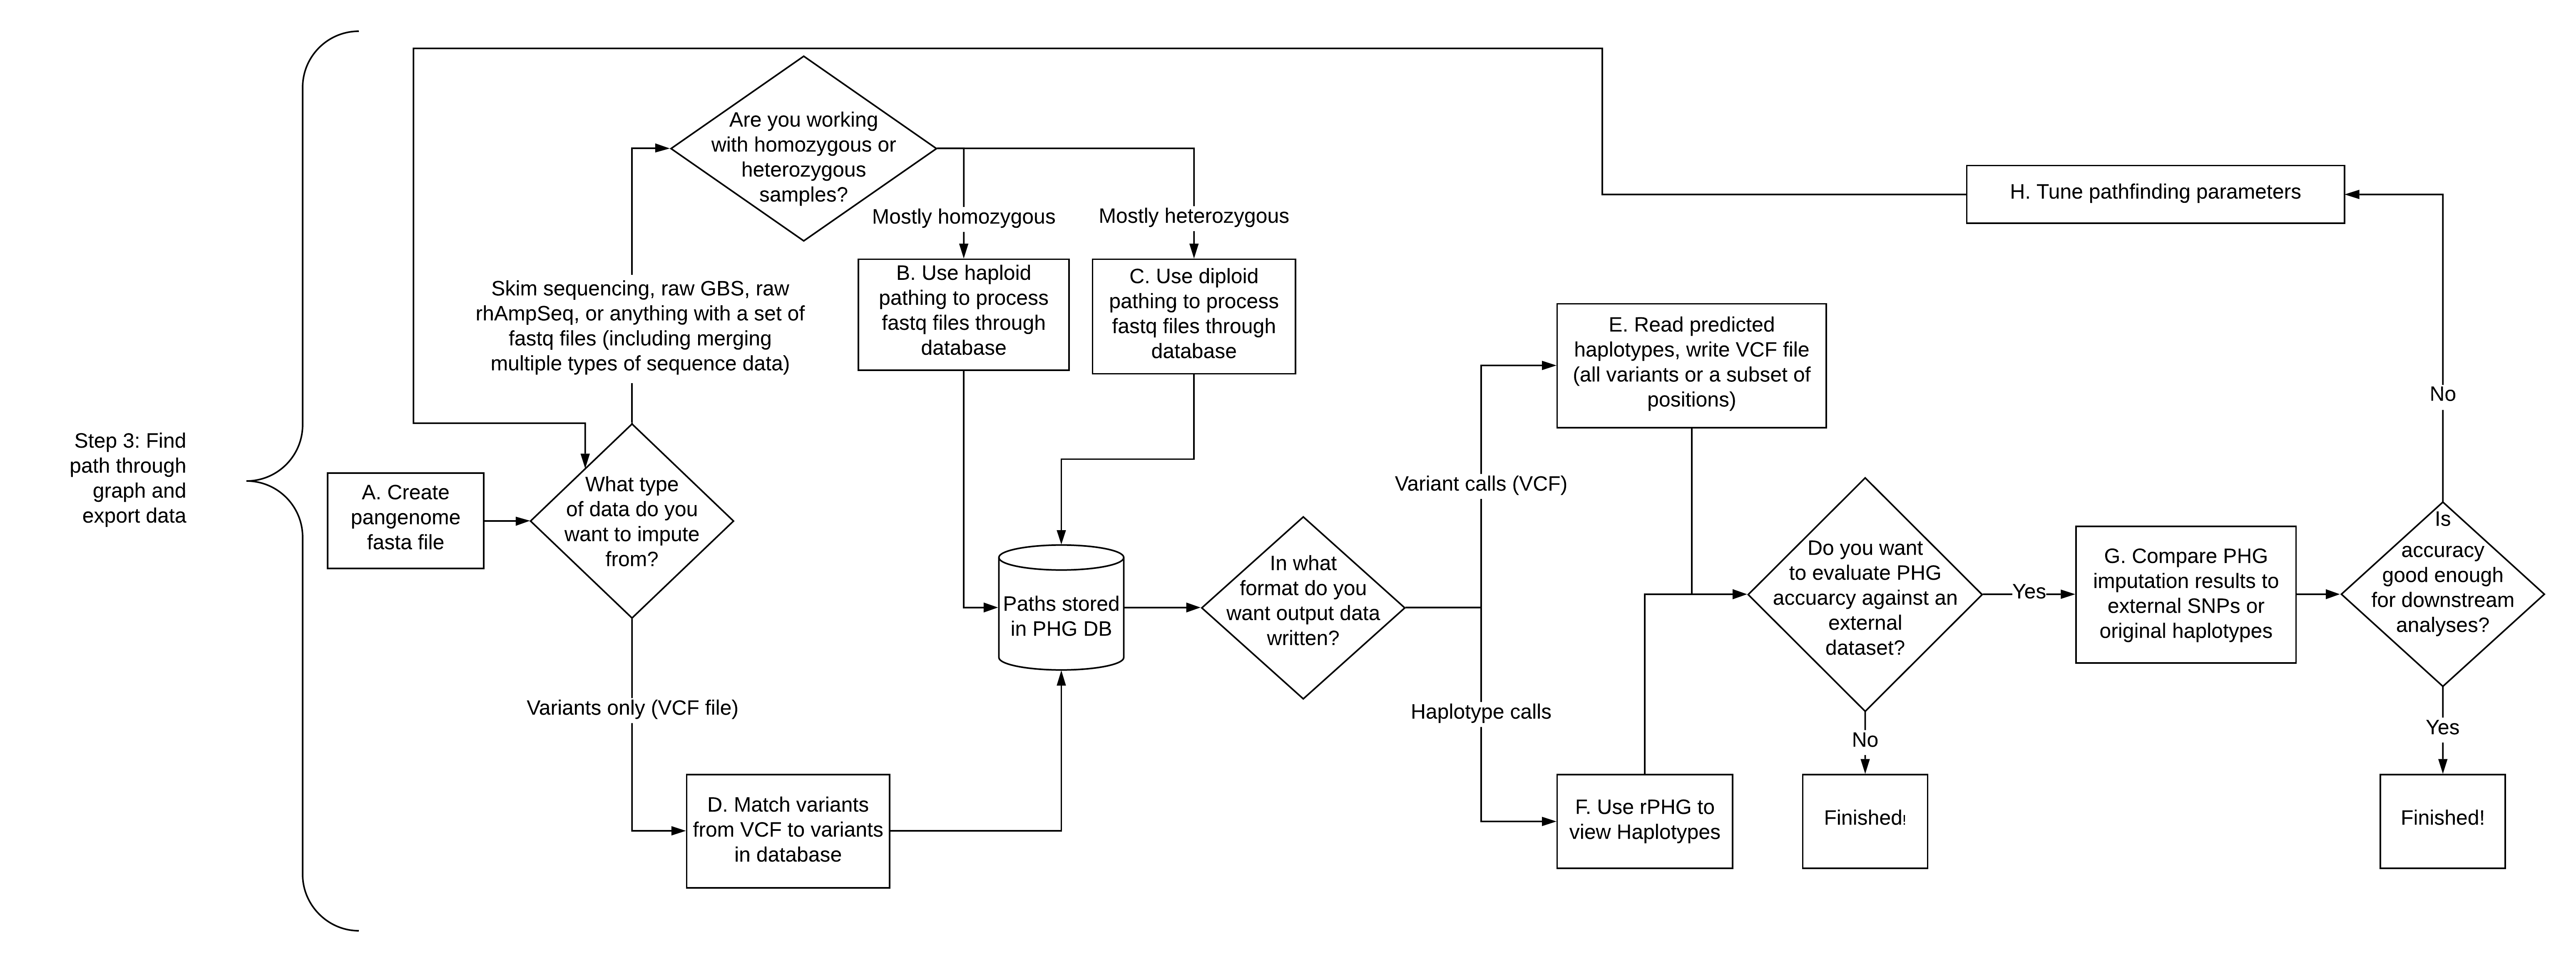 Step 3: Find
path through
graph and
export data
A. Create
pangenome
fasta file
What type
of data do you
want to impute
from?
Skim sequencing, raw GBS, raw
rhAmpSeq, or anything with a set of
fastq files (including merging
multiple types of sequence data)
Variants only (VCF file)
Are you working
with homozygous or
heterozygous
samples?
Mostly homozygous
Mostly heterozygous
B. Use haploid
pathing to process
fastq files through
database
C. Use diploid
pathing to process
fastq files through
database
D. Match variants
from VCF to variants
in database
Paths stored
in PHG DB
In what
format do you
want output data
written?
Variant calls (VCF)
Haplotype calls
E. Read predicted
haplotypes, write VCF file
(all variants or a subset of
positions)
F. Use rPHG to
view Haplotypes
Do you want
to evaluate PHG
accuarcy against an
external
dataset?
No
Finished!
Yes
G. Compare PHG
imputation results to
external SNPs or
original haplotypes
Is
accuracy
good enough
for downstream
analyses?
No
H. Tune pathfinding parameters
Yes
Finished!